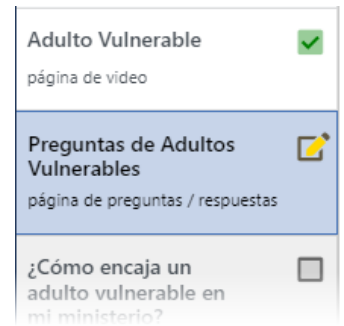 Adulto Vulnerable
página de video
Preguntas de Adultos
Vulnerables
página de preguntas / respuestas
¿Cómo encaja un
adulto vulnerable en
mi ministerio?